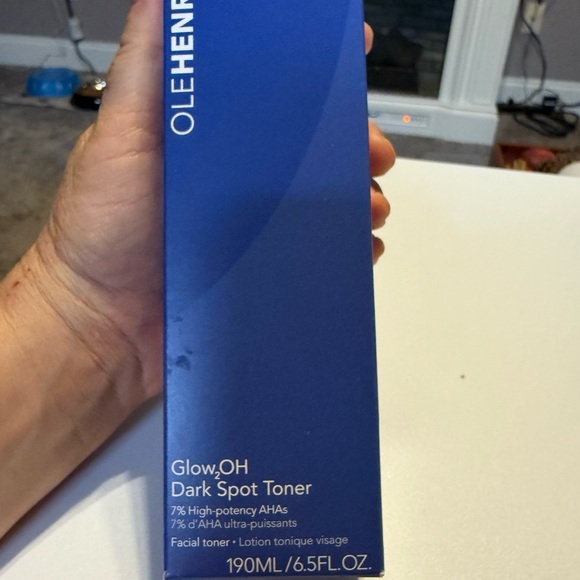 OLEHENR
Glow₂OH
Dark Spot Toner
7% High-potency AHAs
7% d'AHA ultra-puissants
Facial toner • Lotion tonique visage
190ML/6.5FL.OZ.